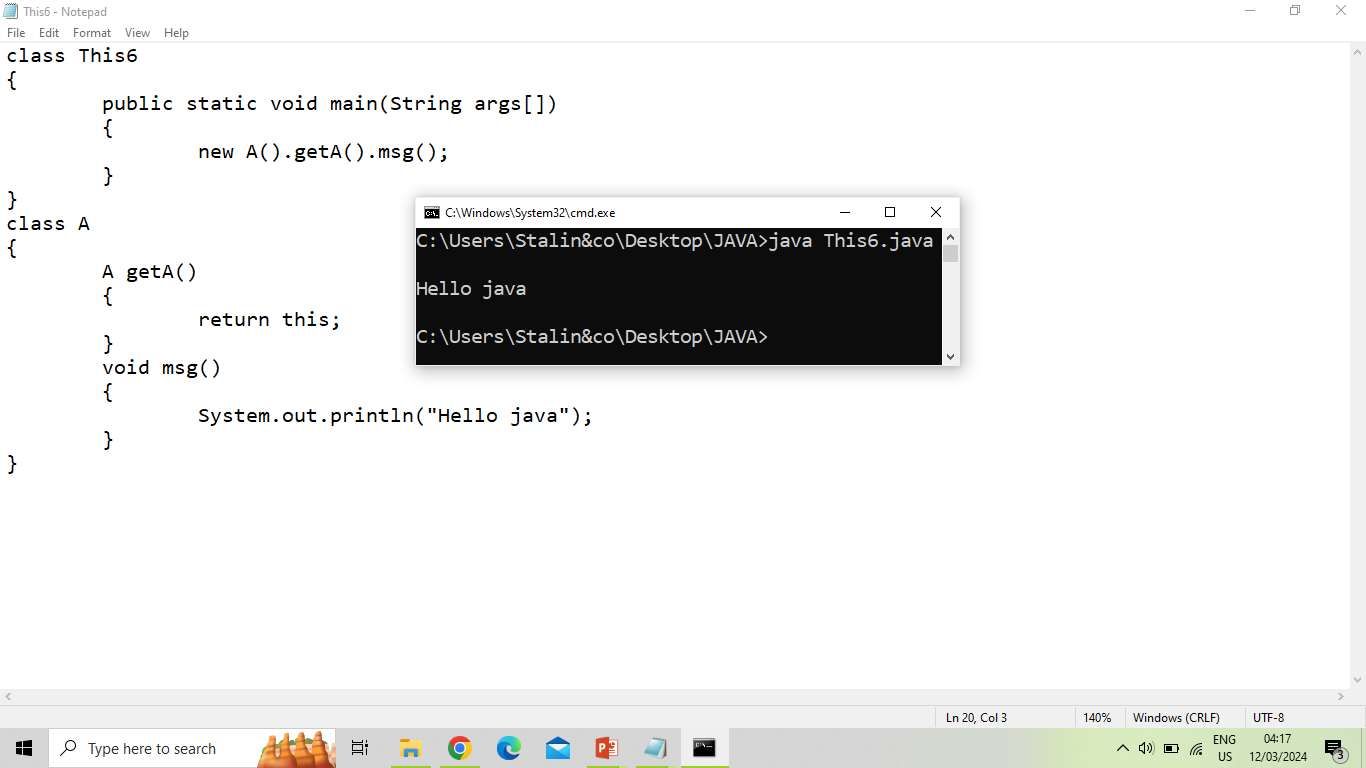 This6 - Notepad
File Edit Format View Help
class This6
{
public static void main(String args[])
{
new A().getA().msg();
}
}
class A
{
A getA()
{
return this;
}
void msg()
{
System.out.println("Hello java");
}
}
C:\Windows\System32\cmd.exe
C:\Users\Stalin&co\Desktop\JAVA>java This6.java
Hello java
C:\Users\Stalin&co\Desktop\JAVA>
Ln 20, Col 3 140% Windows (CRLF) UTF-8
Type here to search
ENG
US
04:17
12/03/2024
3